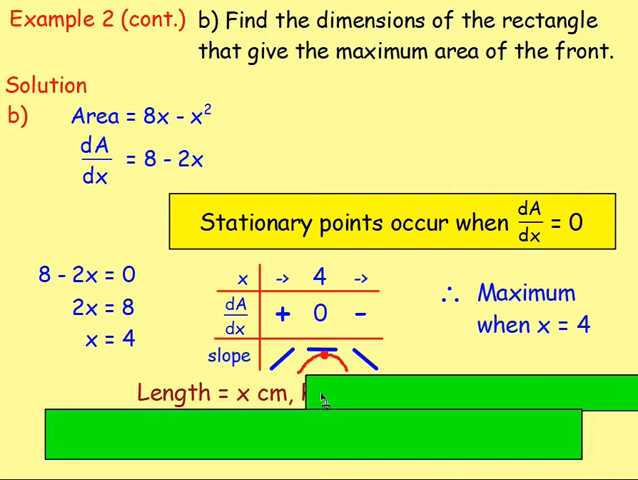 Example 2 (cont.) b) Find the dimensions of the rectangle
that give the maximum area of the front.
Solution
b) Area = 8x - x²
dA/dx = 8 - 2x
Stationary points occur when dA/dx = 0
8 - 2x = 0
2x = 8
x = 4
x -> 4 ->
dA/dx + 0 -
slope
∴ Maximum
when x = 4
Length = x cm,